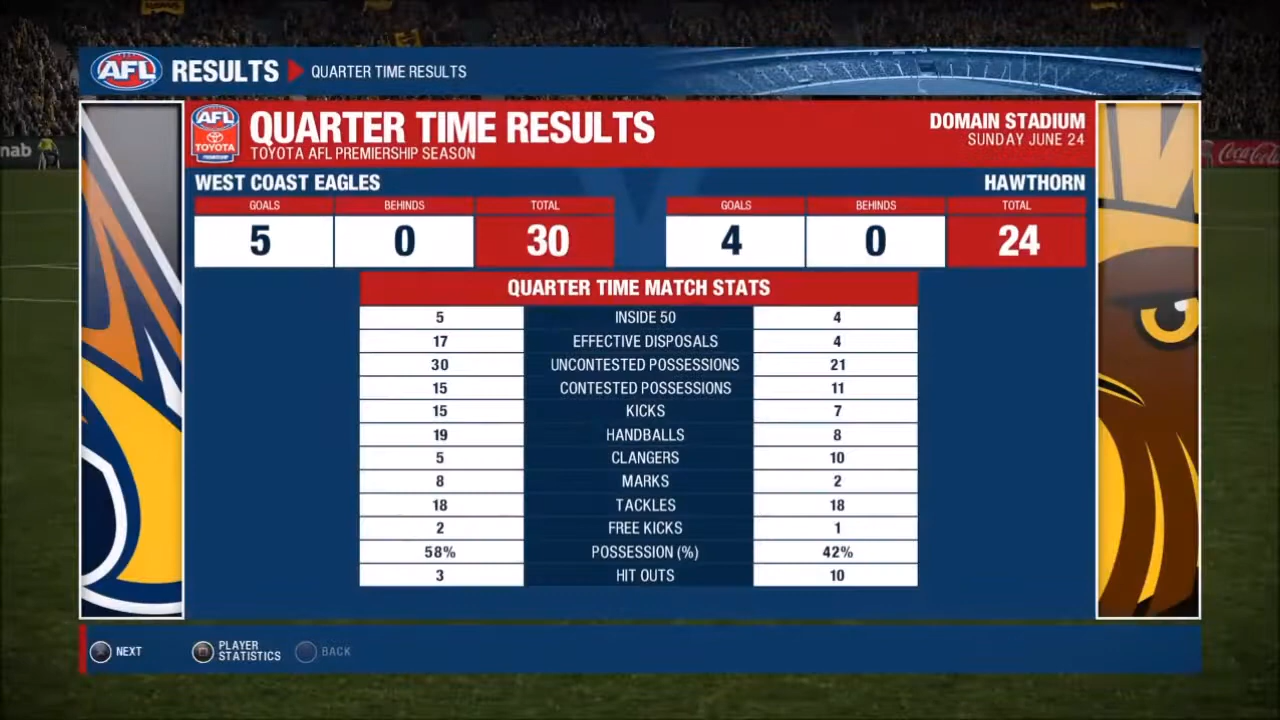 AFL RESULTS QUARTER TIME RESULTS
AFL TOYOTA PREMIERSHIP
QUARTER TIME RESULTS
TOYOTA AFL PREMIERSHIP SEASON
DOMAIN STADIUM
SUNDAY JUNE 24
nab
Coca-Cola
WEST COAST EAGLES HAWTHORN
GOALS BEHINDS TOTAL GOALS BEHINDS TOTAL
5 0 30 4 0 24
QUARTER TIME MATCH STATS
5 INSIDE 50 4
17 EFFECTIVE DISPOSALS 4
30 UNCONTESTED POSSESSIONS 21
15 CONTESTED POSSESSIONS 11
15 KICKS 7
19 HANDBALLS 8
5 CLANGERS 10
8 MARKS 2
18 TACKLES 18
2 FREE KICKS 1
58% POSSESSION (%) 42%
3 HIT OUTS 10
NEXT
PLAYER
STATISTICS
BACK